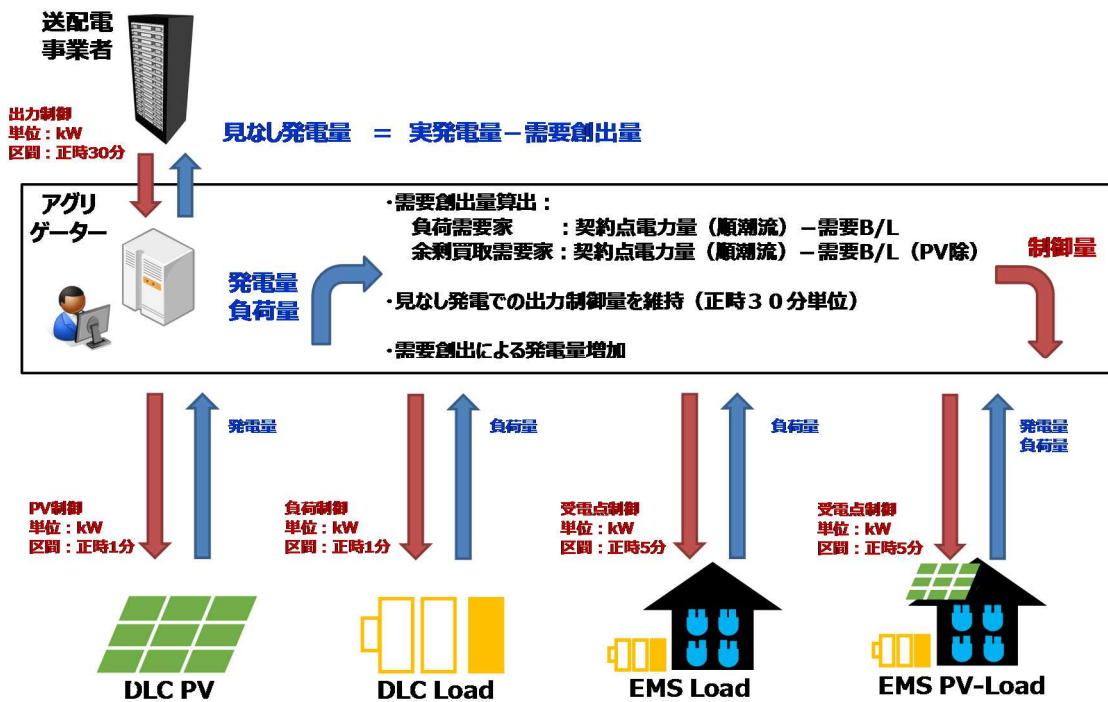 送配電
事業者
出力制御
単位：kW
区間：正時30分
見なし発電量 ＝ 実発電量－需要創出量
アグリ
ゲーター
発電量
負荷量
・需要創出量算出：
負荷需要家　　：契約点電力量（順潮流）－需要B/L
余剰買取需要家：契約点電力量（順潮流）－需要B/L（PV除）
・見なし発電での出力制御量を維持（正時３０分単位）
・需要創出による発電量増加
制御量
発電量
PV制御
単位：kW
区間：正時1分
DLC PV
負荷量
負荷制御
単位：kW
区間：正時1分
DLC Load
負荷量
受電点制御
単位：kW
区間：正時5分
EMS Load
発電量
負荷量
受電点制御
単位：kW
区間：正時5分
EMS PV-Load